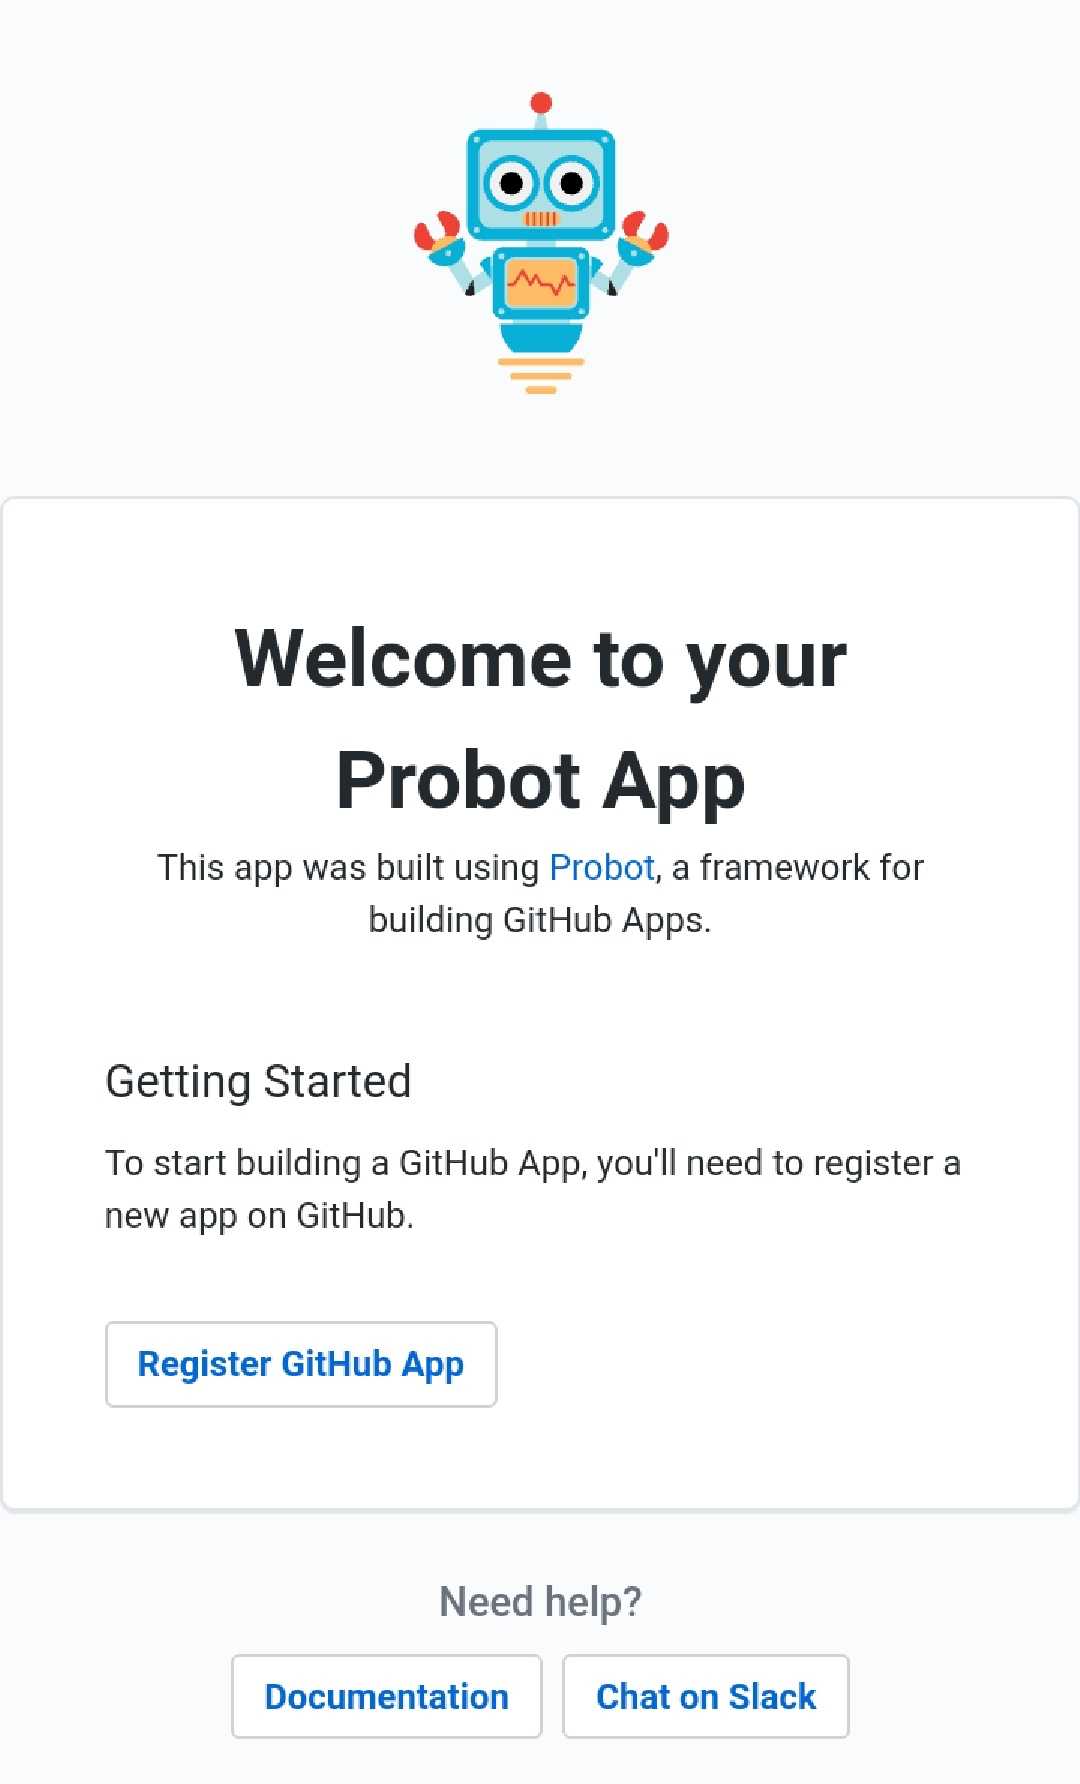 Welcome to your
Probot App
This app was built using Probot, a framework for
building GitHub Apps.
Getting Started
To start building a GitHub App, you'll need to register a
new app on GitHub.
Register GitHub App
Need help?
Documentation
Chat on Slack